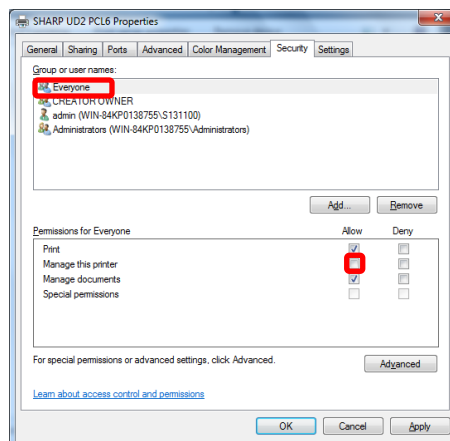 SHARP UD2 PCL6 Properties
General Sharing Ports Advanced Color Management Security Settings
Group or user names:
Everyone
CREATOR OWNER
admin (WIN-84KP0138755\S131100)
Administrators (WIN-84KP0138755\Administrators)
Add... Remove
Permissions for Everyone Allow Deny
Print
Manage this printer
Manage documents
Special permissions
For special permissions or advanced settings, click Advanced.
Advanced
Learn about access control and permissions
OK Cancel Apply